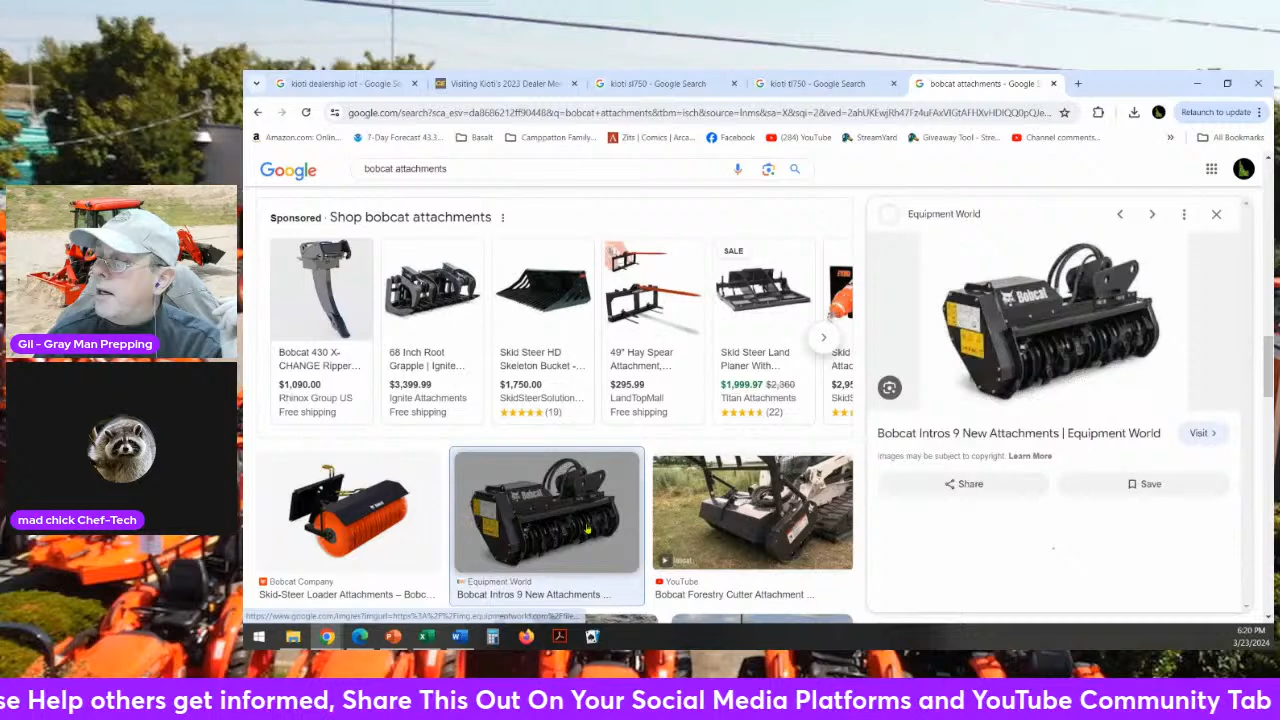 kioti dealership lot - Google Se
Visiting Kioti's 2023 Dealer Me
kioti sl750 - Google Search
kioti tl750 - Google Search
bobcat attachments - Google S
Relaunch to update
Amazon.com: Onlin...
7-Day Forecast 43.3...
Basalt
Camppatton Family...
Zits | Comics | Arca...
Facebook
(284) YouTube
StreamYard
Giveaway Tool - Stre...
Channel comments...
»
All Bookmarks
Google
bobcat attachments
Sponsored · Shop bobcat attachments
Equipment World
SALE
Bobcat
Gil - Gray Man Prepping
Bobcat 430 X-
CHANGE Ripper...
$1,090.00
Rhinox Group US
Free shipping
68 Inch Root
Grapple | Ignite...
$3,399.99
Ignite Attachments
Free shipping
Skid Steer HD
Skeleton Bucket -...
$1,750.00
SkidSteerSolution...
(19)
49" Hay Spear
Attachment,...
$295.99
LandTopMall
Free shipping
Skid Steer Land
Planer With...
$1,999.97 $2,360
Titan Attachments
(22)
Skid
Attac
$2,95
Bobcat Intros 9 New Attachments | Equipment World
Visit
Images may be subject to copyright. Learn More
Share
Save
mad chick Chef-Tech
Bobcat Company
Skid-Steer Loader Attachments – Bobc...
Equipment World
Bobcat Intros 9 New Attachments ...
YouTube
Bobcat Forestry Cutter Attachment ...
6:20 PM
3/23/2024
se Help others get informed, Share This Out On Your Social Media Platforms and YouTube Community Tab